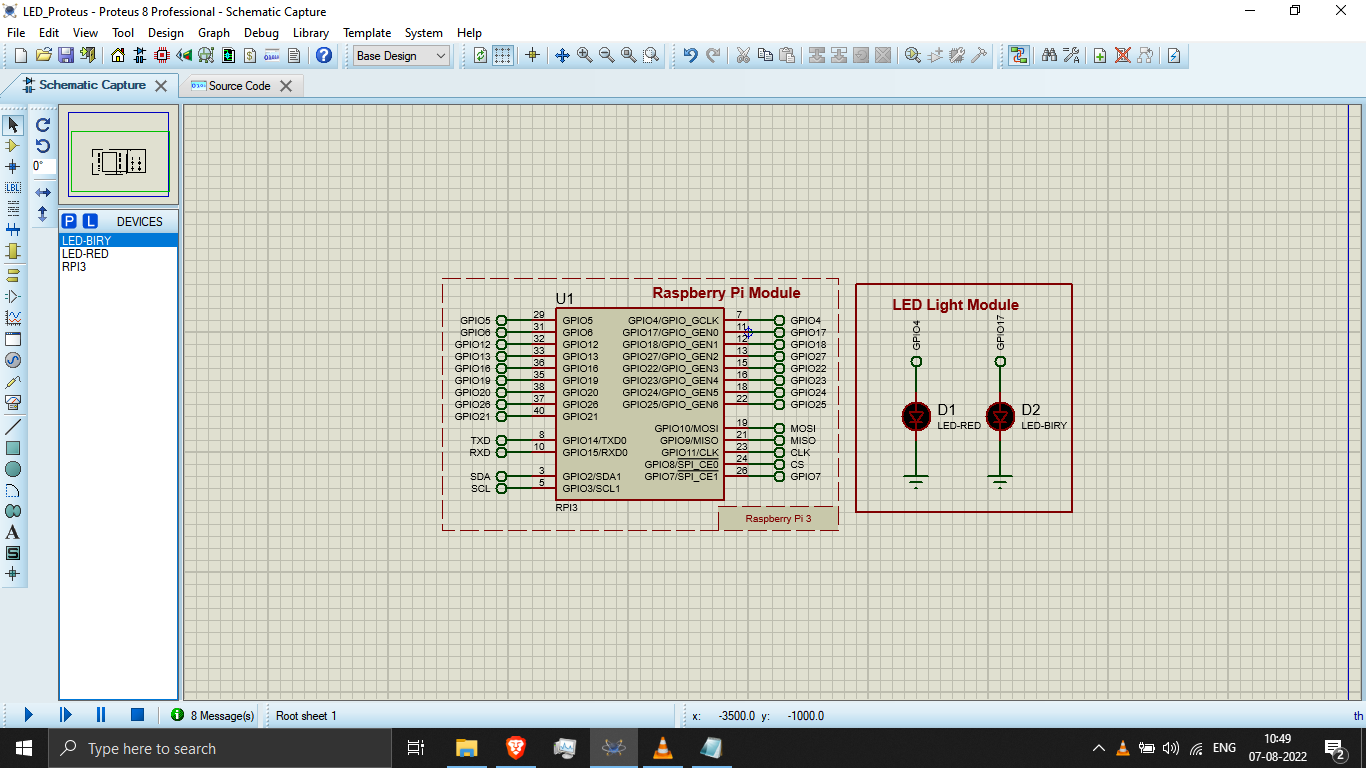 LED_Proteus - Proteus 8 Professional - Schematic Capture
File Edit View Tool Design Graph Debug Library Template System Help
Base Design
Schematic Capture Source Code
0°
LBL
A
S
P L DEVICES
LED-BIRY
LED-RED
RPI3
U1 Raspberry Pi Module
GPIO5 29 GPIO5 GPIO4/GPIO_GCLK 7 GPIO4
GPIO6 31 GPIO6 GPIO17/GPIO_GEN0 11 GPIO17
GPIO12 32 GPIO12 GPIO18/GPIO_GEN1 12 GPIO18
GPIO13 33 GPIO13 GPIO27/GPIO_GEN2 13 GPIO27
GPIO16 36 GPIO16 GPIO22/GPIO_GEN3 15 GPIO22
GPIO19 35 GPIO19 GPIO23/GPIO_GEN4 16 GPIO23
GPIO20 38 GPIO20 GPIO24/GPIO_GEN5 18 GPIO24
GPIO26 37 GPIO26 GPIO25/GPIO_GEN6 22 GPIO25
GPIO21 40 GPIO21
GPIO10/MOSI 19 MOSI
TXD 8 GPIO14/TXD0 GPIO9/MISO 21 MISO
RXD 10 GPIO15/RXD0 GPIO11/CLK 23 CLK
GPIO8/SPI_CE0 24 CS
SDA 3 GPIO2/SDA1 GPIO7/SPI_CE1 26 GPIO7
SCL 5 GPIO3/SCL1
RPI3
Raspberry Pi 3
LED Light Module
GPIO4 GPIO17
D1 D2
LED-RED LED-BIRY
8 Message(s) Root sheet 1 x: -3500.0 y: -1000.0 th
Type here to search ENG 10:49
07-08-2022
2